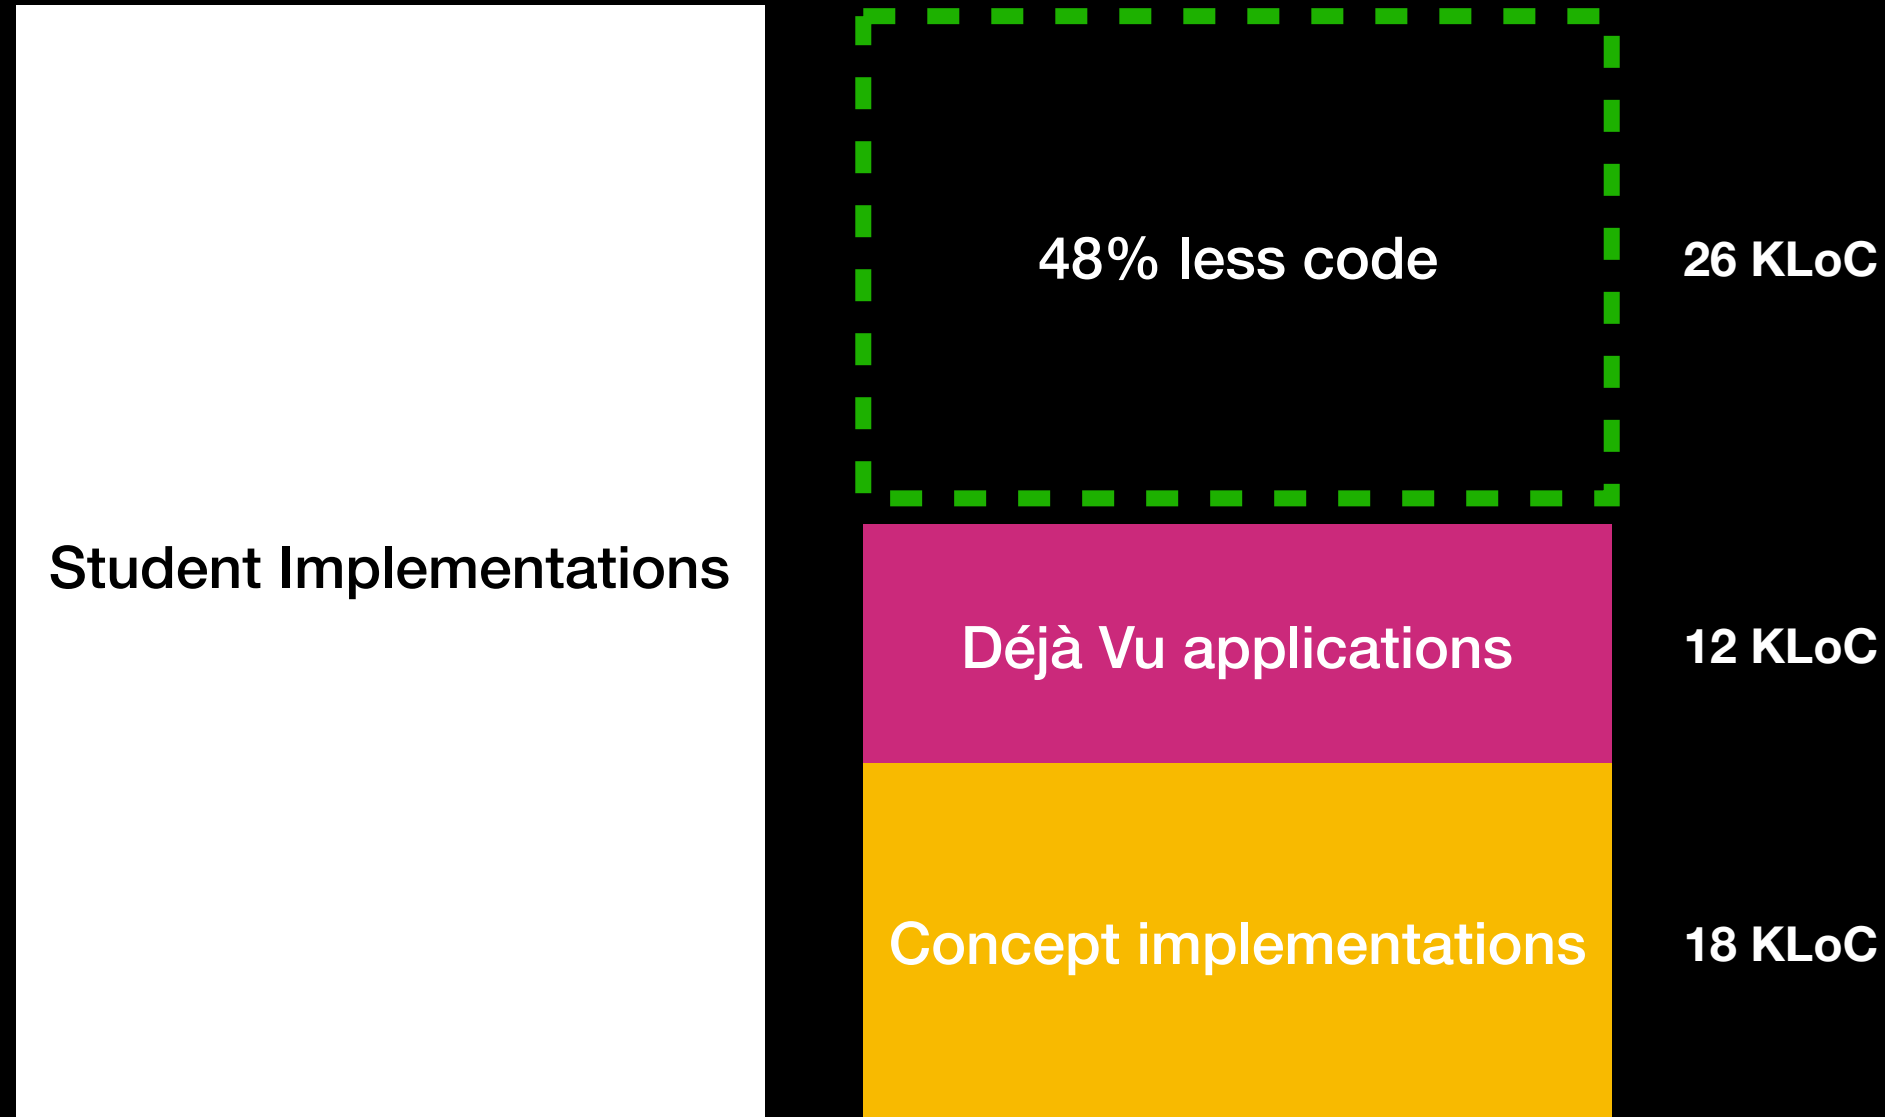 Student Implementations
48% less code
26 KLoC
Déjà Vu applications
12 KLoC
Concept implementations
18 KLoC